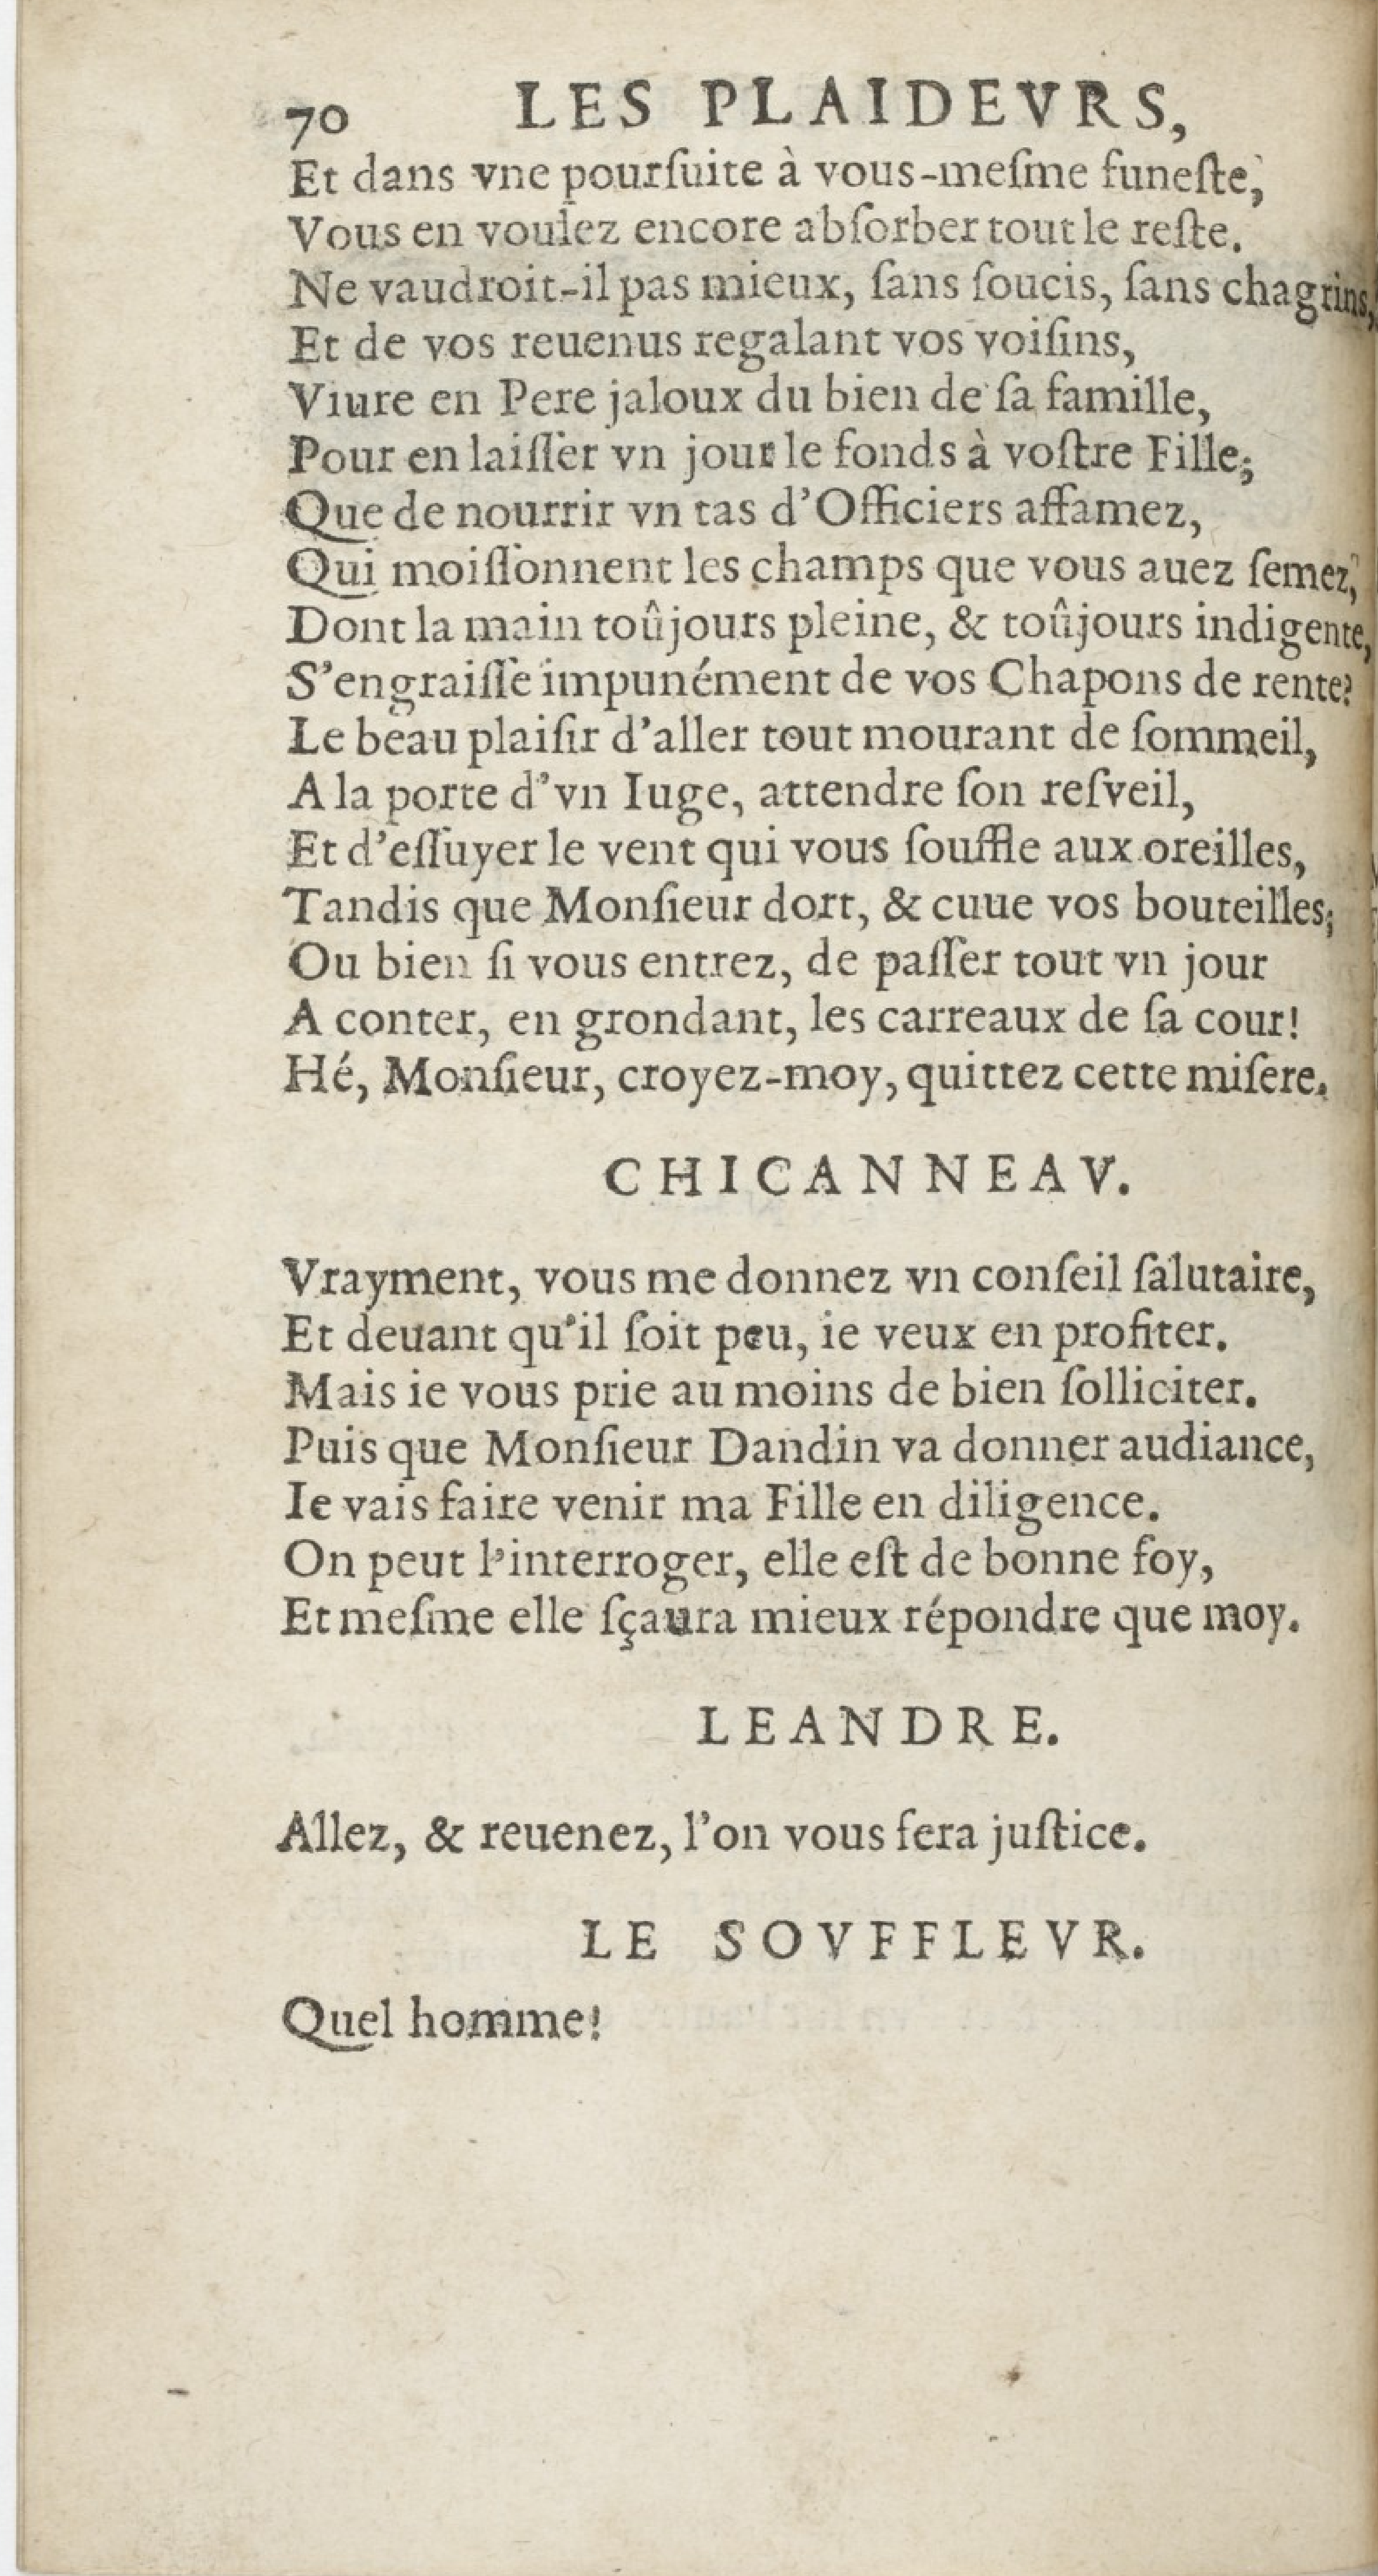 70 LES PLAIDEVRS,
Et dans vne pourſuite à vous-meſme funeſte,
Vous en voulez encore abſorber tout le reſte.
Ne vaudroit-il pas mieux, ſans ſoucis, ſans chagrins,
Et de vos reuenus regalant vos voiſins,
Viure en Pere jaloux du bien de ſa famille,
Pour en laiſſer vn jour le fonds à voſtre Fille;
Que de nourrir vn tas d'Officiers affamez,
Qui moiſſonnent les champs que vous auez ſemez,
Dont la main toûjours pleine, & toûjours indigente,
S'engraiſſe impunément de vos Chapons de rente?
Le beau plaiſir d'aller tout mourant de ſommeil,
A la porte d'vn Iuge, attendre ſon reſveil,
Et d'eſſuyer le vent qui vous ſouffle aux oreilles,
Tandis que Monſieur dort, & cuue vos bouteilles;
Ou bien ſi vous entrez, de paſſer tout vn jour
A conter, en grondant, les carreaux de ſa cour!
Hé, Monſieur, croyez-moy, quittez cette miſere.
CHICANNEAV.
Vrayment, vous me donnez vn conſeil ſalutaire,
Et deuant qu'il ſoit peu, ie veux en profiter.
Mais ie vous prie au moins de bien ſolliciter.
Puis que Monſieur Dandin va donner audiance,
Ie vais faire venir ma Fille en diligence.
On peut l'interroger, elle eſt de bonne foy,
Et meſme elle ſçaura mieux répondre que moy.
LEANDRE.
Allez, & reuenez, l'on vous fera juſtice.
LE SOVFFLEVR.
Quel homme!